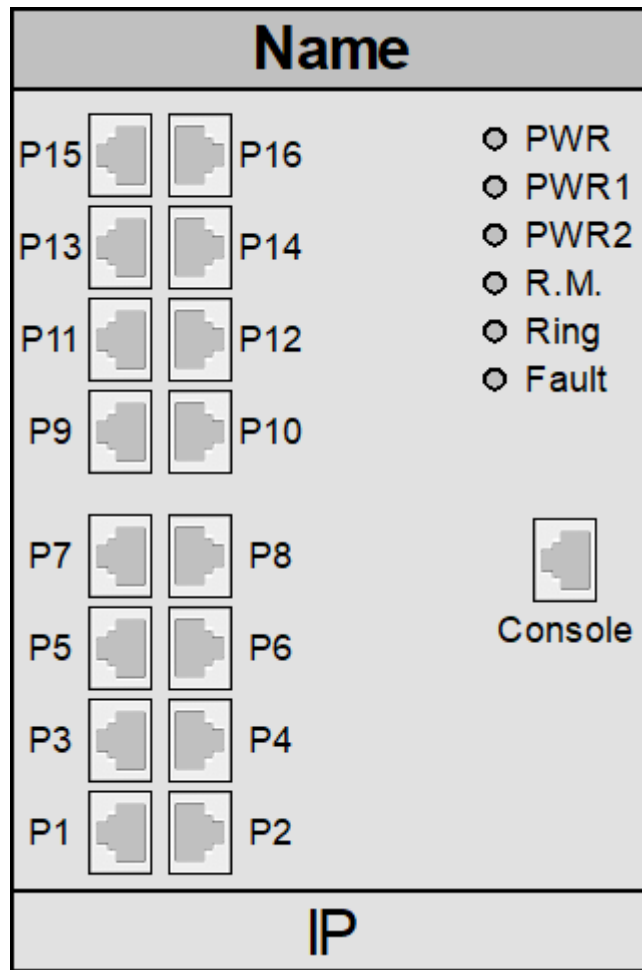 Name
P15 P16 PWR
PWR1
P13 P14 PWR2
R.M.
P11 P12 Ring
Fault
P9 P10
P7 P8
Console
P5 P6
P3 P4
P1 P2
IP